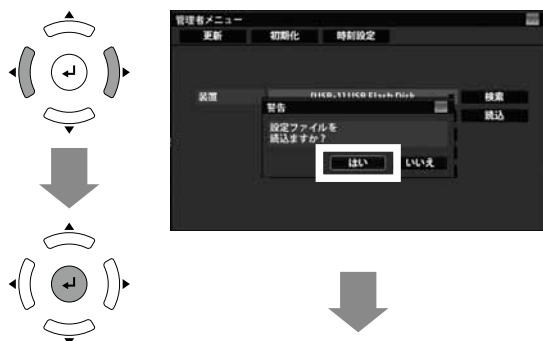 管理者メニュー
更新 初期化 時刻設定
装置 検索
警告 読込
設定ファイルを
読込ますか?
はい いいえ